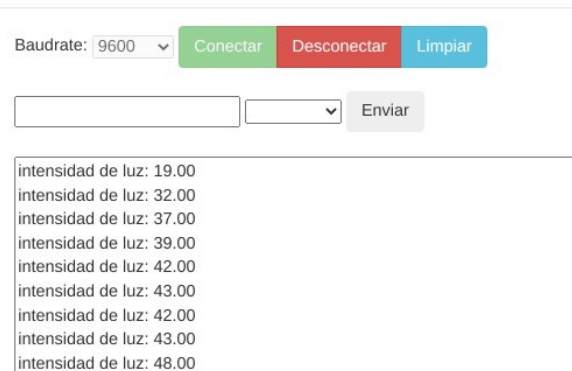 Baudrate: 9600 Conectar Desconectar Limpiar
Enviar
intensidad de luz: 19.00
intensidad de luz: 32.00
intensidad de luz: 37.00
intensidad de luz: 39.00
intensidad de luz: 42.00
intensidad de luz: 43.00
intensidad de luz: 42.00
intensidad de luz: 43.00
intensidad de luz: 48.00